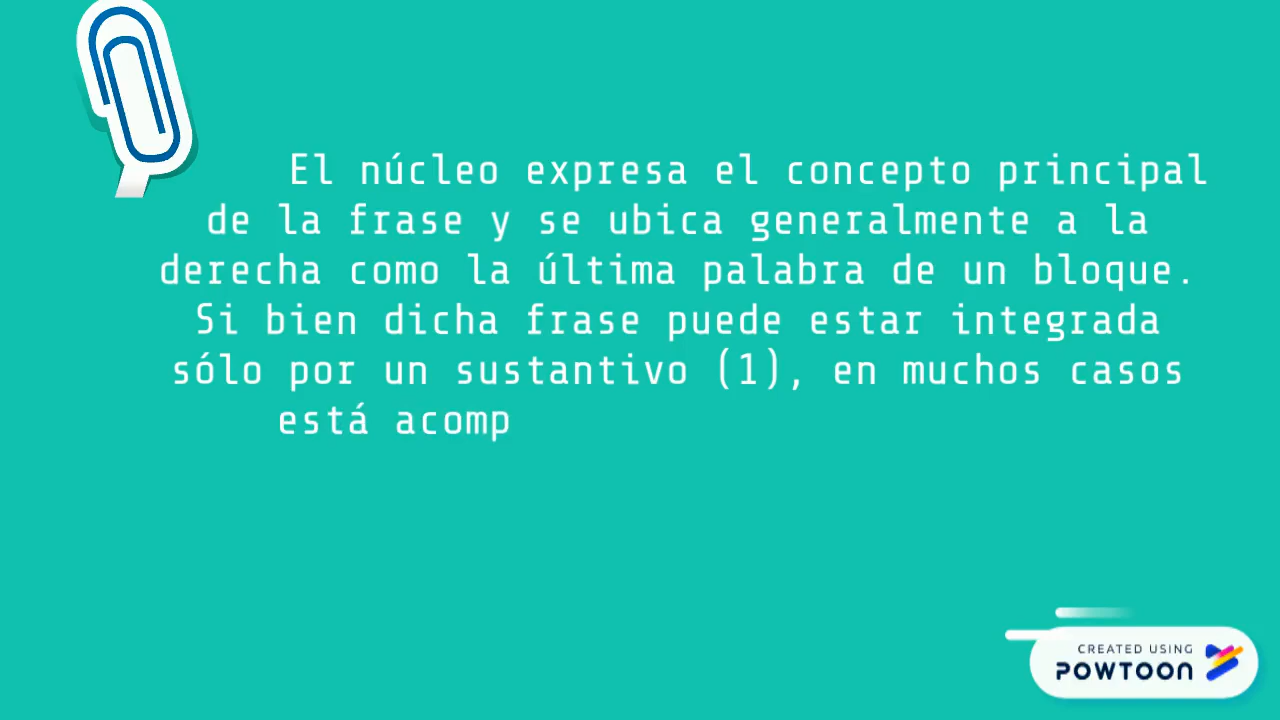 El núcleo expresa el concepto principal
de la frase y se ubica generalmente a la
derecha como la última palabra de un bloque.
Si bien dicha frase puede estar integrada
sólo por un sustantivo (1), en muchos casos
está acomp
CREATED USING
POWTOON